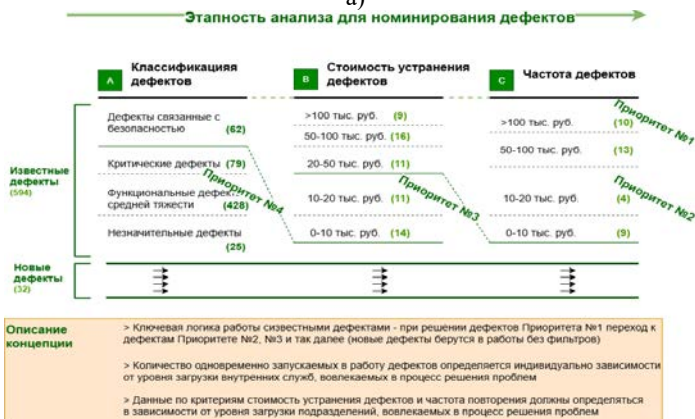 а)
Этапность анализа для номинирования дефектов
A
Классификацияя
дефектов
B
Стоимость устранения
дефектов
C
Частота дефектов
Дефекты связанные с
безопасностью (62)
Критические дефекты (79)
Функциональные дефек...
средней тяжести (428)
Незначительные дефекты
(25)
>100 тыс. руб. (9)
50-100 тыс. руб. (16)
20-50 тыс. руб. (11)
10-20 тыс. руб. (11)
0-10 тыс. руб. (14)
>100 тыс. руб. (10)
50-100 тыс. руб. (13)
10-20 тыс. руб. (4)
0-10 тыс. руб. (9)
Приоритет №1
Приоритет №2
Приоритет №3
Приоритет №4
Известные
дефекты
(594)
Новые
дефекты
(32)
Описание
концепции
> Ключевая логика работы сизвестными дефектами - при решении дефектов Приоритета №1 переход к
дефектам Приоритете №2, №3 и так далее (новые дефекты берутся в работы без фильтров)
> Количество одновременно запускаемых в работу дефектов определяется индивидуально зависимости
от уровня загрузки внутренних служб, вовлекаемых в процесс решения проблем
> Данные по критериям стоимость устранения дефектов и частота повторения должны определяться
в зависимости от уровня загрузки подразделений, вовлекаемых в процесс решения проблем